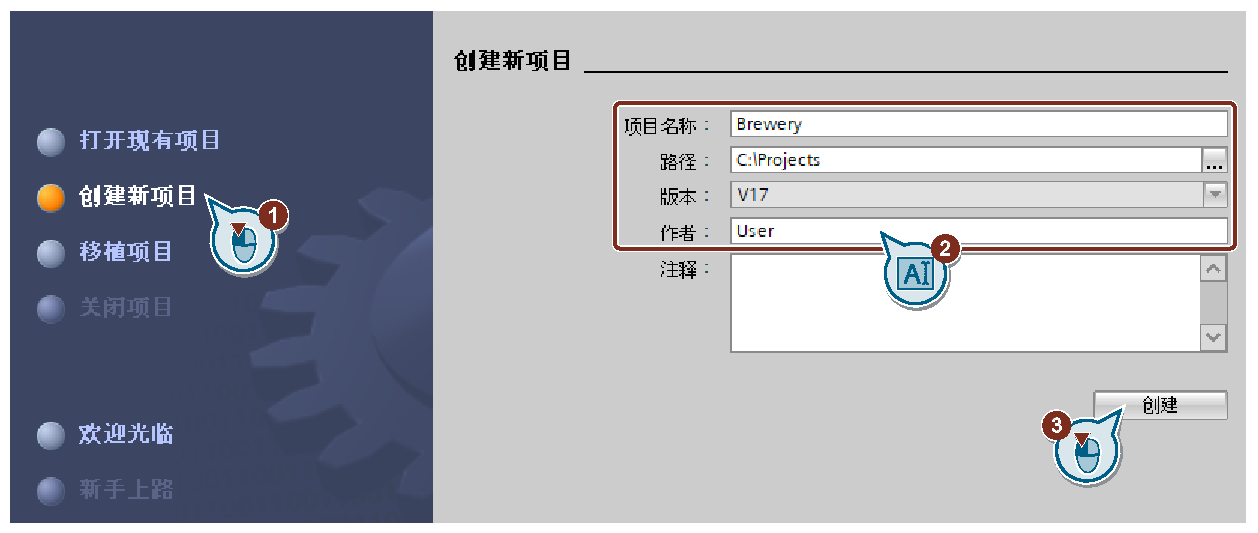 创建新项目
打开现有项目
创建新项目
1
移植项目
关闭项目
欢迎光临
新手上路
项目名称： Brewery
路径： C:\Projects ...
版本： V17
作者： User
2
AI
注释：
创建
3